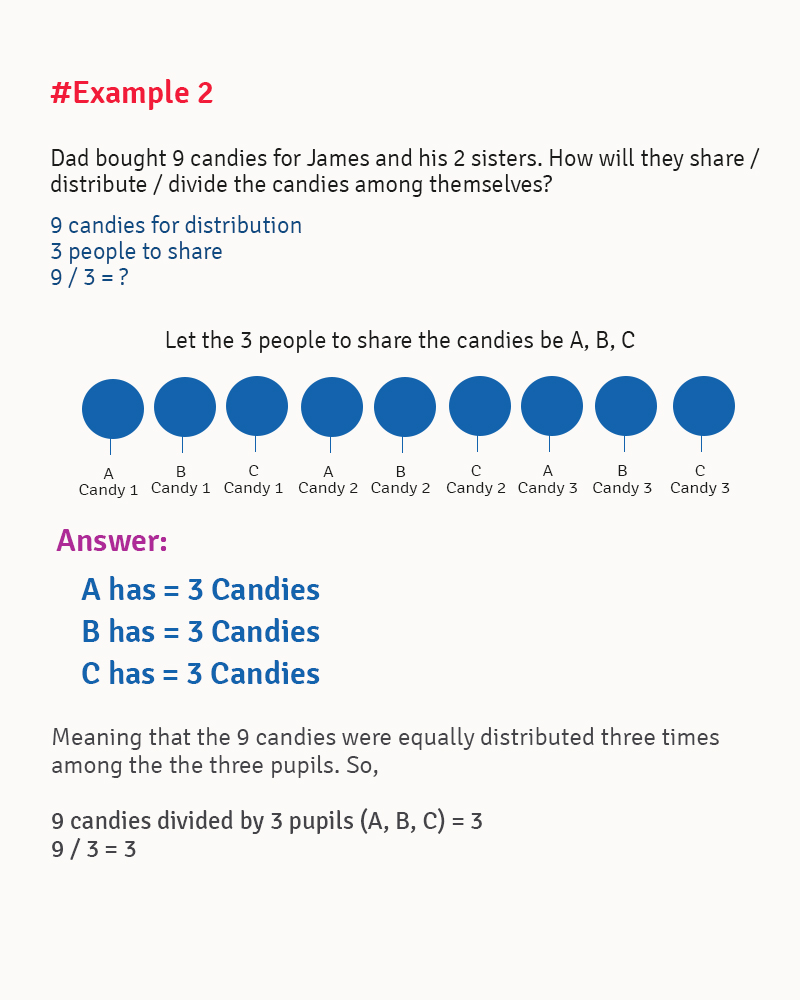 #Example 2
Dad bought 9 candies for James and his 2 sisters. How will they share /
distribute / divide the candies among themselves?
9 candies for distribution
3 people to share
9 / 3 = ?
Let the 3 people to share the candies be A, B, C
A B C A B C A B C
Candy 1 Candy 1 Candy 1 Candy 2 Candy 2 Candy 2 Candy 3 Candy 3 Candy 3
Answer:
A has = 3 Candies
B has = 3 Candies
C has = 3 Candies
Meaning that the 9 candies were equally distributed three times
among the the three pupils. So,
9 candies divided by 3 pupils (A, B, C) = 3
9 / 3 = 3